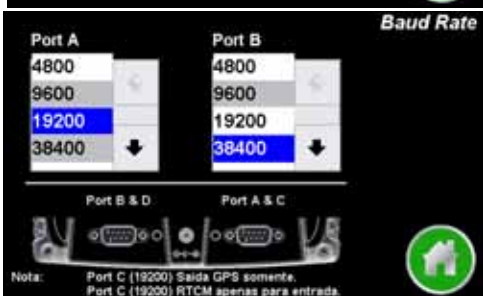 Baud Rate
Port A
Port B
4800
9600
19200
38400
4800
9600
19200
38400
Port B & D
Port A & C
Nota: Port C (19200) Saida GPS somente.
Port C (19200) RTCM apenas para entrada.